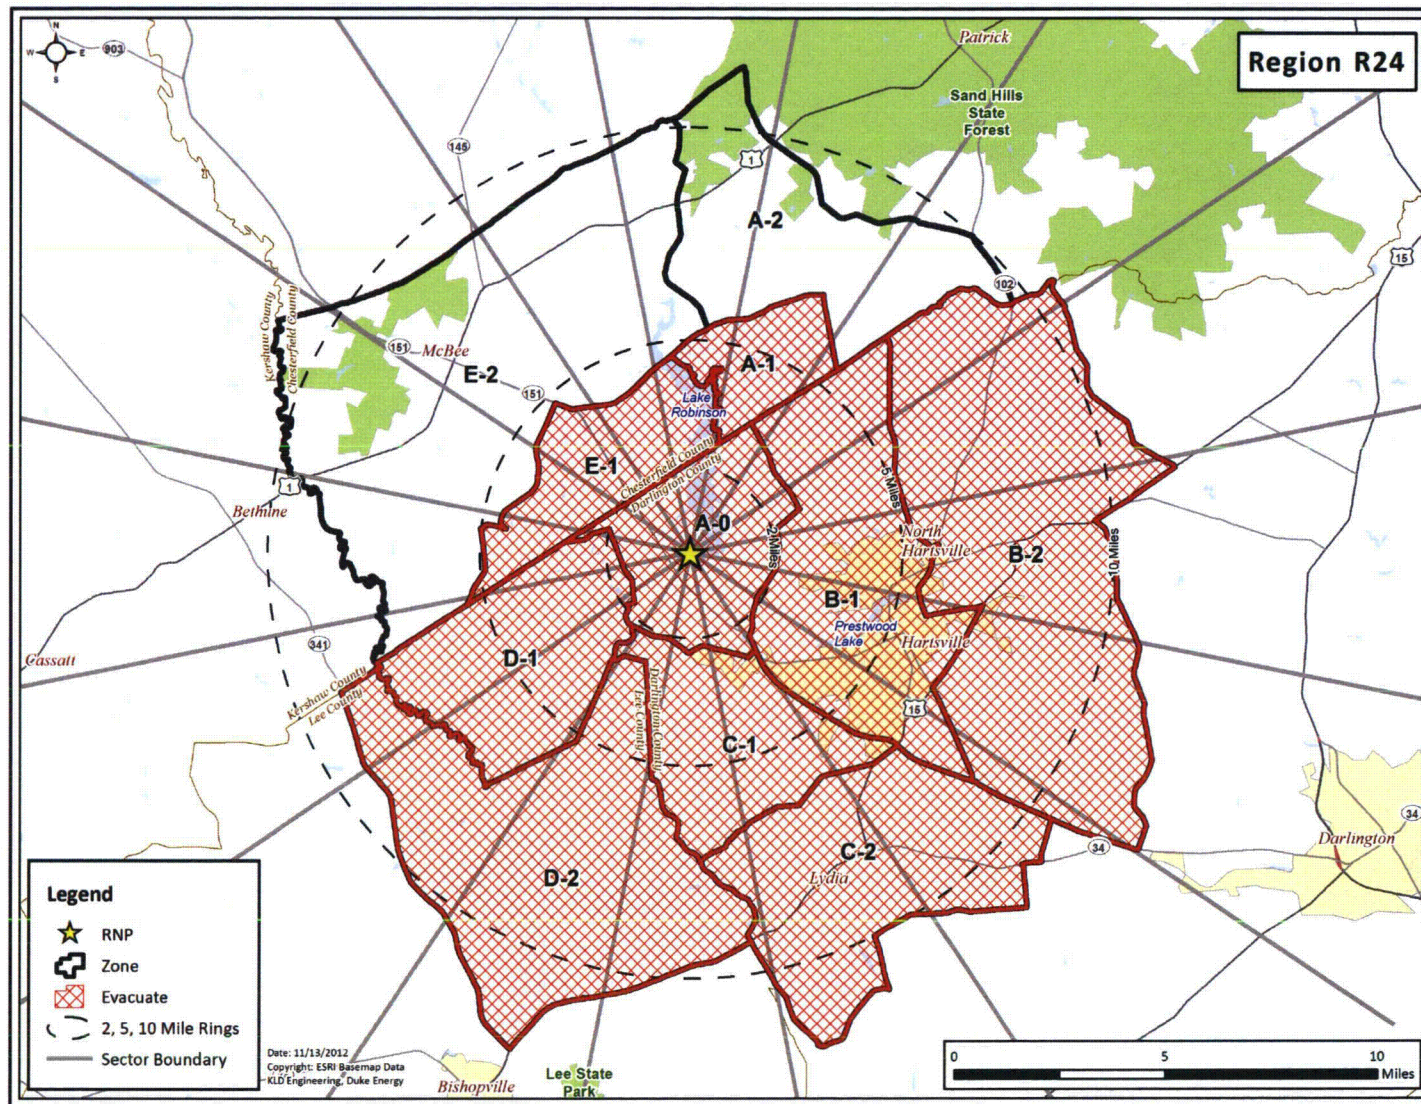 N
W E
S
903
Patrick
Region R24
Sand Hills
State
Forest
145
1
A-2
15
102
Kershaw County
Chesterfield County
151
McBee
E-2
151
A-1
Lake
Robinson
Chesterfield County
Darlington County
E-1
5 Miles
1
Bethune
A-0
2 Miles
North
Hartsville
B-2
10 Miles
B-1
Prestwood
Lake
Hartsville
341
Cassatt
D-1
Kershaw County
Lee County
Darlington County
Lee County
15
C-1
34
Darlington
34
C-2
Lydia
D-2
Legend
RNP
Zone
Evacuate
2, 5, 10 Mile Rings
Sector Boundary
Date: 11/13/2012
Copyright: ESRI Basemap Data
KLD Engineering, Duke Energy
Bishopville
Lee State
Park
0 5 10
Miles